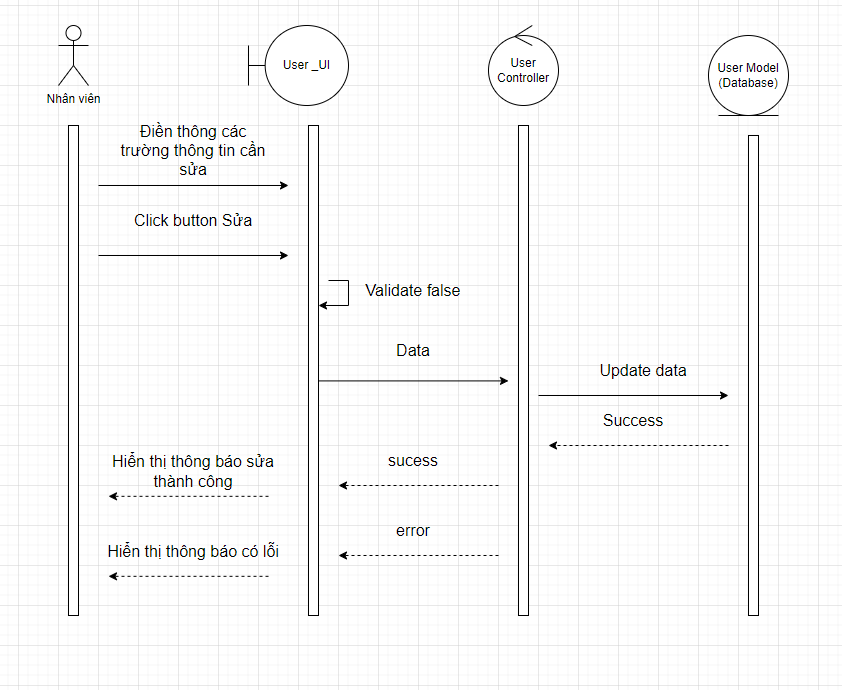 User _UI
User
Controller
User Model
(Database)
Nhân viên
Điền thông các
trường thông tin cần
sửa
Click button Sửa
Validate false
Data
Update data
Success
sucess
Hiển thị thông báo sửa
thành công
error
Hiển thị thông báo có lỗi